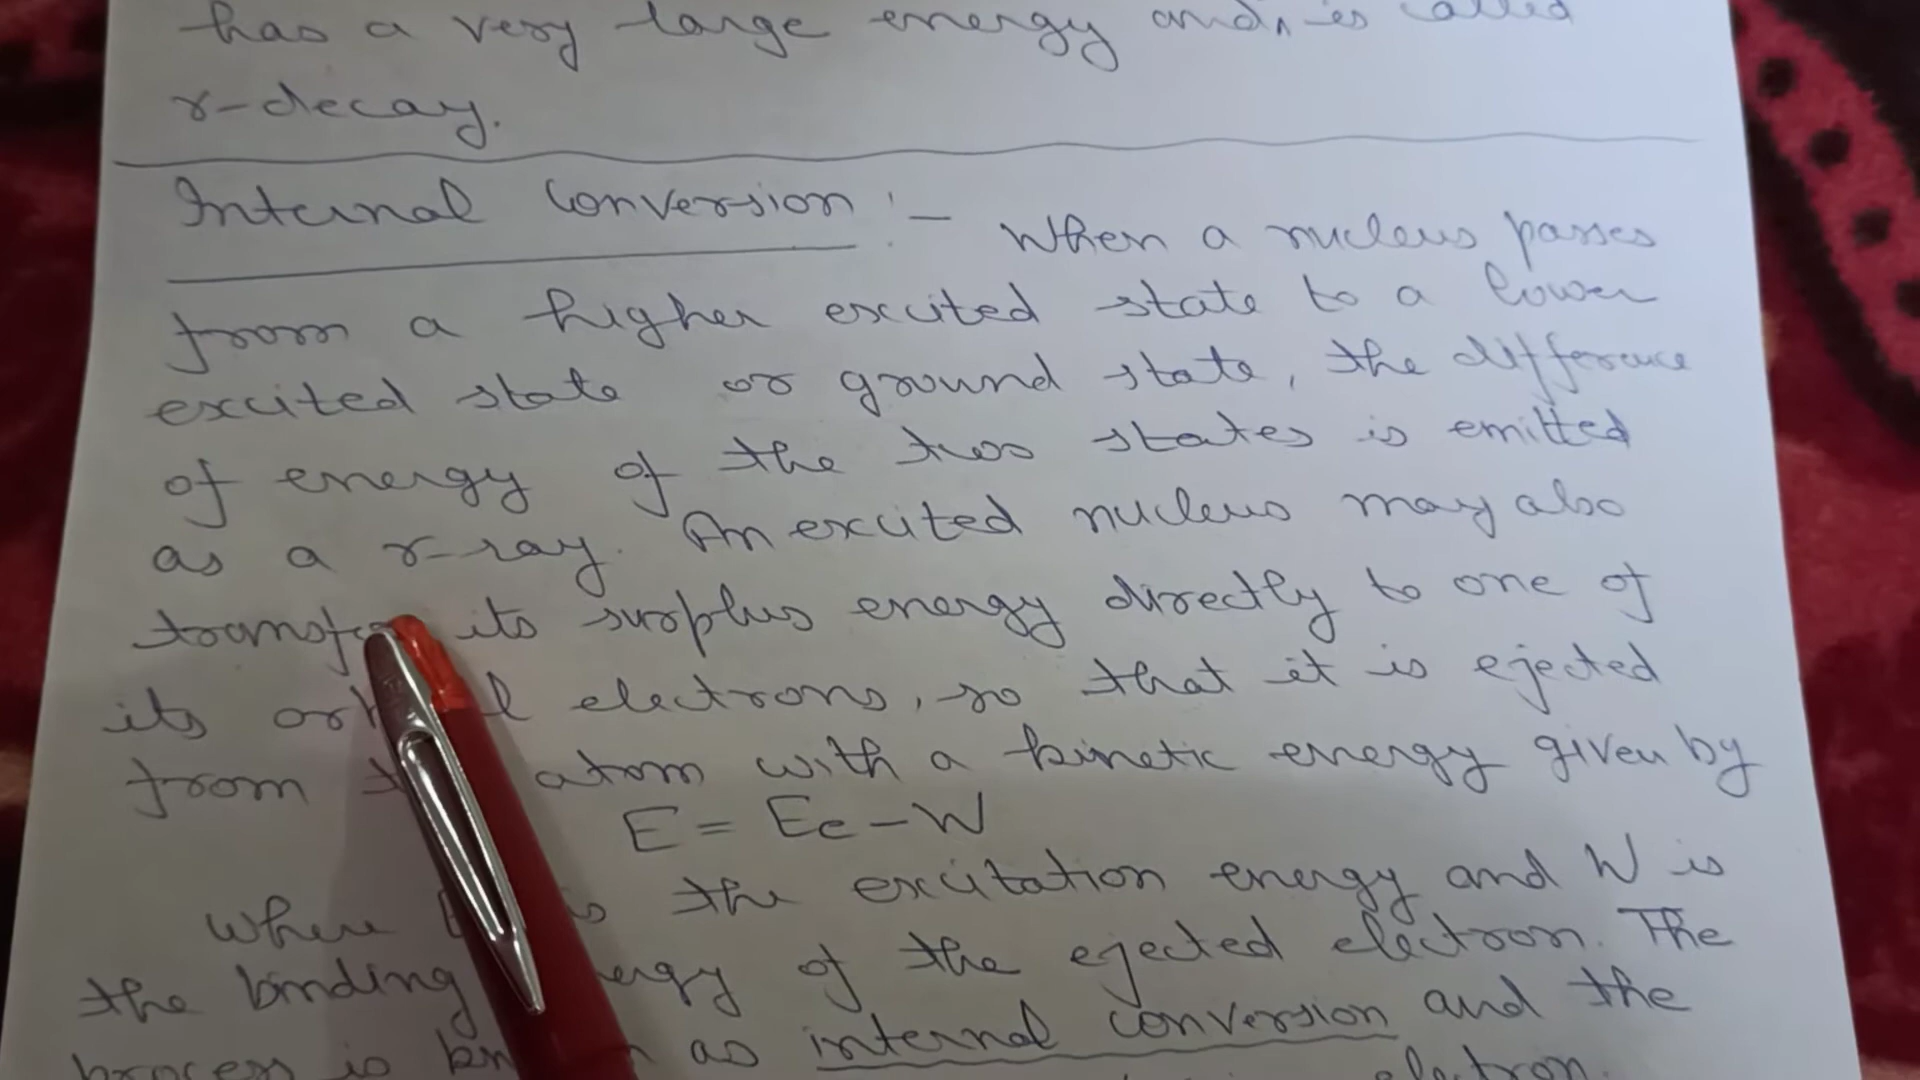 has a very large energy and, is called
γ-decay.
Internal Conversion :- When a nucleus passes
from a higher excited state to a lower
excited state or ground state, the difference
of energy of the two states is emitted
as a γ-ray. An excited nucleus may also
its surplus energy directly to one of
its electrons, so that it is ejected
from atom with a kinetic energy given by
E = Ee - W
where the excitation energy and W is
the binding of the ejected electron. The
process is as internal conversion and the
electron.